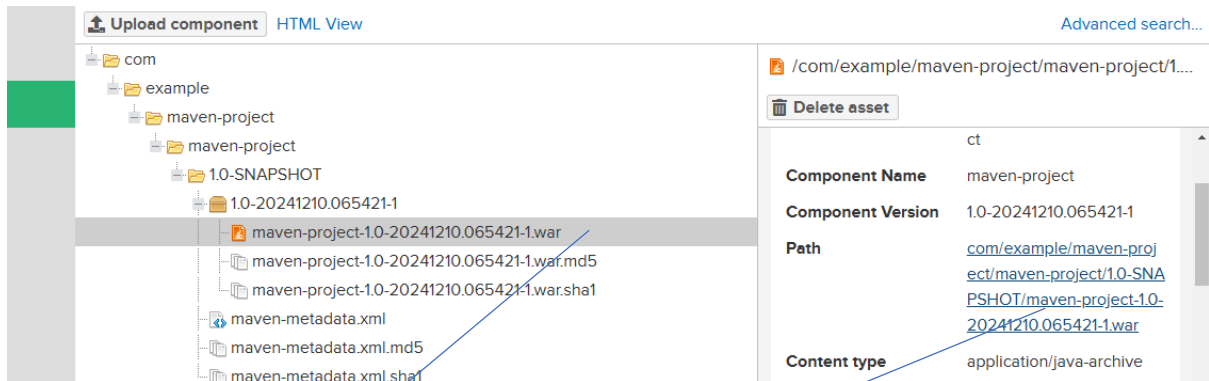 Upload component HTML View Advanced search...
com
example
maven-project
maven-project
1.0-SNAPSHOT
1.0-20241210.065421-1
maven-project-1.0-20241210.065421-1.war
maven-project-1.0-20241210.065421-1.war.md5
maven-project-1.0-20241210.065421-1.war.sha1
maven-metadata.xml
maven-metadata.xml.md5
maven-metadata.xml.sha1
/com/example/maven-project/maven-project/1....
Delete asset
ct
Component Name maven-project
Component Version 1.0-20241210.065421-1
Path com/example/maven-proj
ect/maven-project/1.0-SNA
PSHOT/maven-project-1.0-
20241210.065421-1.war
Content type application/java-archive